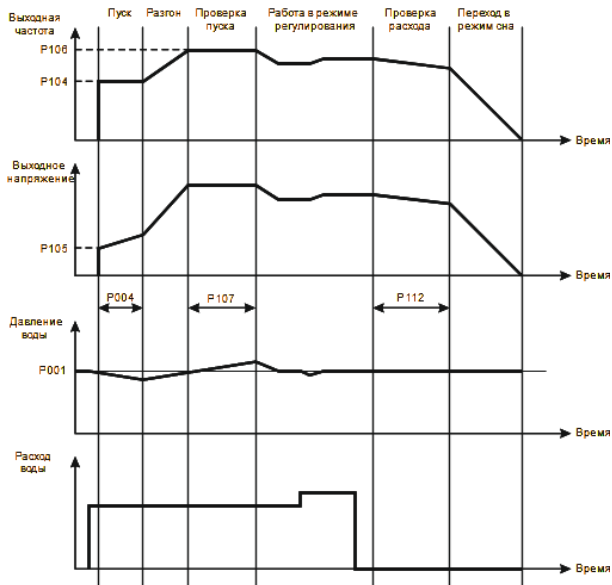 Выходная
частота
Пуск
Разгон
Проверка
пуска
Работа в режиме
регулирования
Проверка
расхода
Переход в
режим сна
P106
P104
Время
Выходное
напряжение
P105
Время
P004
P107
P112
Давление
воды
P001
Время
Расход
воды
Время